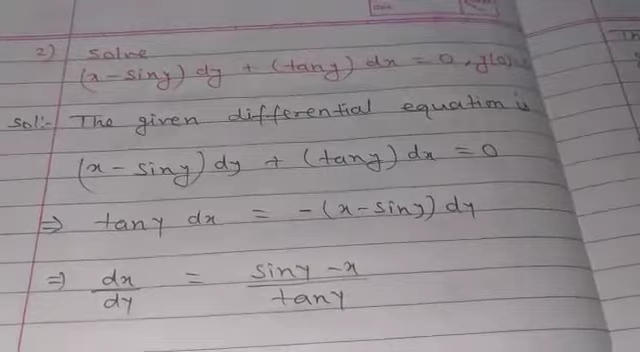 2) Solve
(x-siny) dy + (tany) dx = 0, y(0)
Sol:- The given differential equation is
(x - siny) dy + (tany) dx = 0
⇒ tany dx = -(x-siny) dy
⇒ dx/dy = siny-x/tany